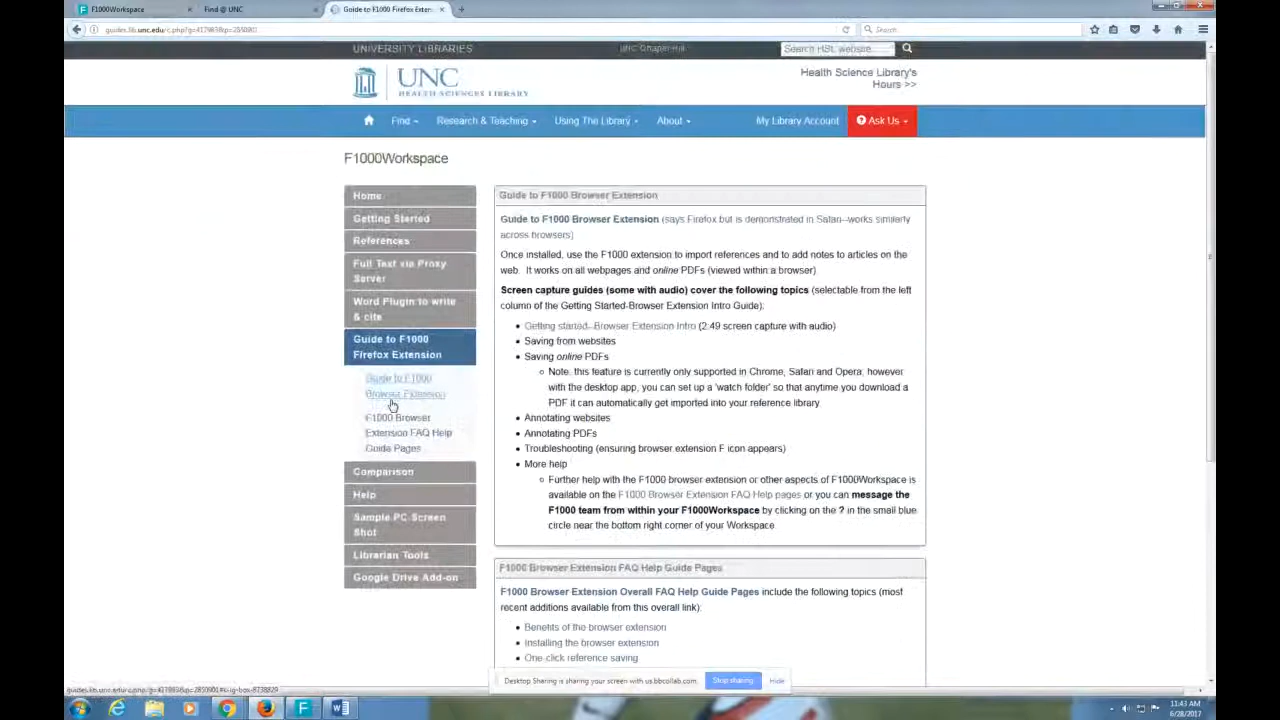 F1000Workspace
Find @ UNC
Guide to F1000 Firefox Exten
Search
UNIVERSITY LIBRARIES
UNC Chapel Hill
Search HSL website
UNC
HEALTH SCIENCES LIBRARY
Health Science Library's
Hours >>
Find
Research & Teaching
Using The Library
About
My Library Account
Ask Us
F1000Workspace
Home
Getting Started
References
Full Text via Proxy
Server
Word Plugin to write
& cite
Guide to F1000
Firefox Extension
Guide to F1000
Browser Extension
F1000 Browser
Extension FAQ Help
Guide Pages
Comparison
Help
Sample PC Screen
Shot
Librarian Tools
Google Drive Add-on
Guide to F1000 Browser Extension
Guide to F1000 Browser Extension (says Firefox but is demonstrated in Safari--works similarly
across browsers)
Once installed, use the F1000 extension to import references and to add notes to articles on the
web. It works on all webpages and online PDFs (viewed within a browser)
Screen capture guides (some with audio) cover the following topics (selectable from the left
column of the Getting Started-Browser Extension Intro Guide):
• Getting started--Browser Extension Intro (2:49 screen capture with audio)
• Saving from websites
• Saving online PDFs
○ Note: this feature is currently only supported in Chrome, Safari and Opera, however
with the desktop app, you can set up a 'watch folder' so that anytime you download a
PDF it can automatically get imported into your reference library.
• Annotating websites
• Annotating PDFs
• Troubleshooting (ensuring browser extension F icon appears)
• More help
○ Further help with the F1000 browser extension or other aspects of F1000Workspace is
available on the F1000 Browser Extension FAQ Help pages or you can message the
F1000 team from within your F1000Workspace by clicking on the ? in the small blue
circle near the bottom right corner of your Workspace
F1000 Browser Extension FAQ Help Guide Pages
F1000 Browser Extension Overall FAQ Help Guide Pages include the following topics (most
recent additions available from this overall link):
• Benefits of the browser extension
• Installing the browser extension
• One-click reference saving
Desktop Sharing is sharing your screen with us.bbcollab.com.
Stop sharing
Hide
11:43 AM
6/28/2017